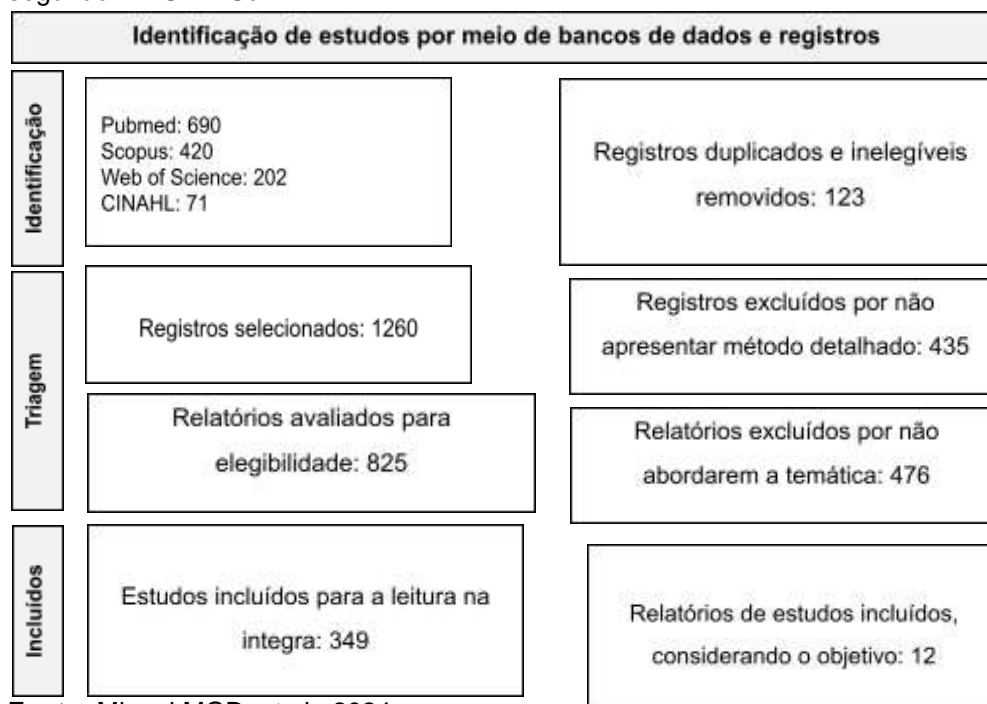 Identificação de estudos por meio de bancos de dados e registros
Identificação
Pubmed: 690
Scopus: 420
Web of Science: 202
CINAHL: 71
Registros duplicados e inelegíveis
removidos: 123
Triagem
Registros selecionados: 1260
Registros excluídos por não
apresentar método detalhado: 435
Relatórios avaliados para
elegibilidade: 825
Relatórios excluídos por não
abordarem a temática: 476
Incluídos
Estudos incluídos para a leitura na
integra: 349
Relatórios de estudos incluídos,
considerando o objetivo: 12